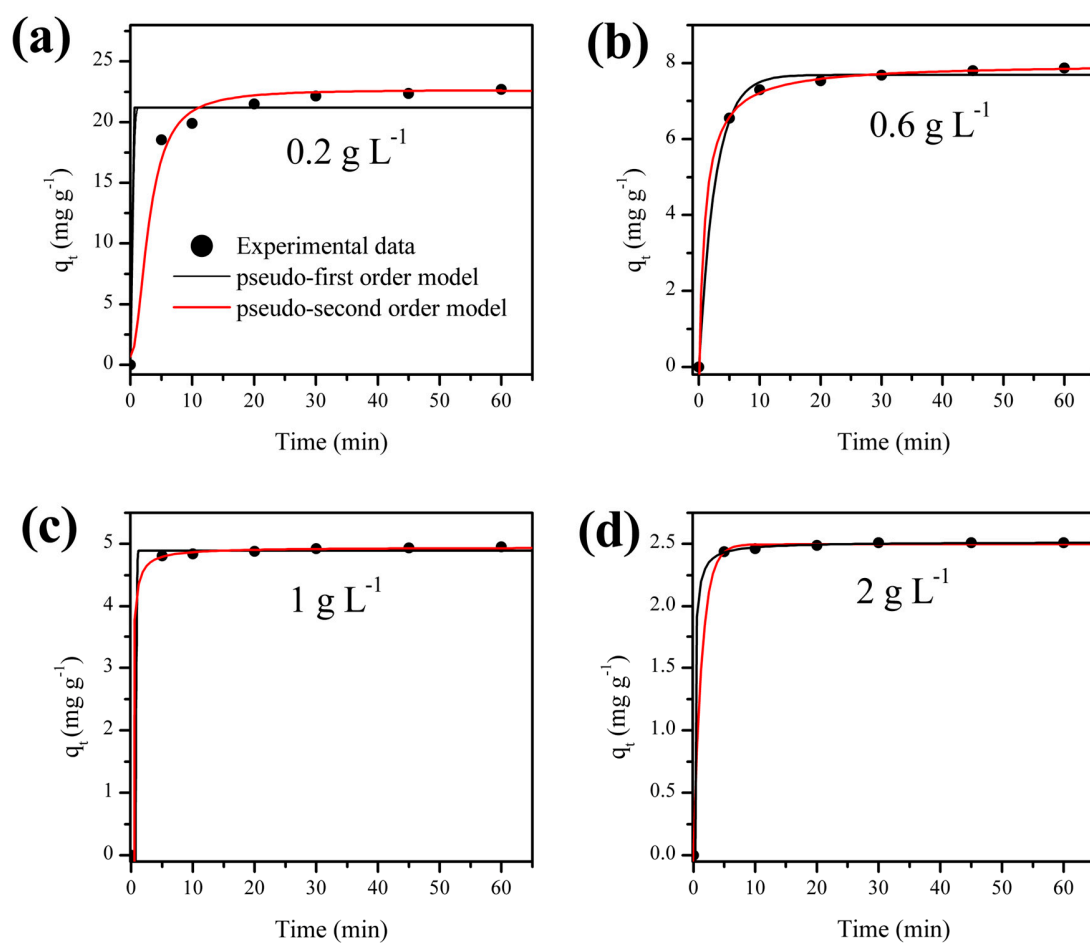 (a)
25
20
15
10
5
0
q_t (mg g^-1)
0.2 g L^-1
Experimental data
pseudo-first order model
pseudo-second order model
0 10 20 30 40 50 60
Time (min)
(b)
8
6
4
2
0
q_t (mg g^-1)
0.6 g L^-1
0 10 20 30 40 50 60
Time (min)
(c)
5
4
3
2
1
0
q_t (mg g^-1)
1 g L^-1
0 10 20 30 40 50 60
Time (min)
(d)
2.5
2.0
1.5
1.0
0.5
0.0
q_t (mg g^-1)
2 g L^-1
0 10 20 30 40 50 60
Time (min)